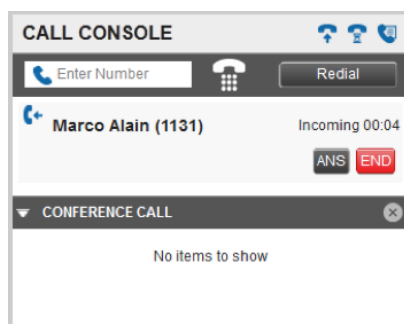 CALL CONSOLE
Enter Number
Redial
Marco Alain (1131)
Incoming 00:04
ANS
END
CONFERENCE CALL
No items to show